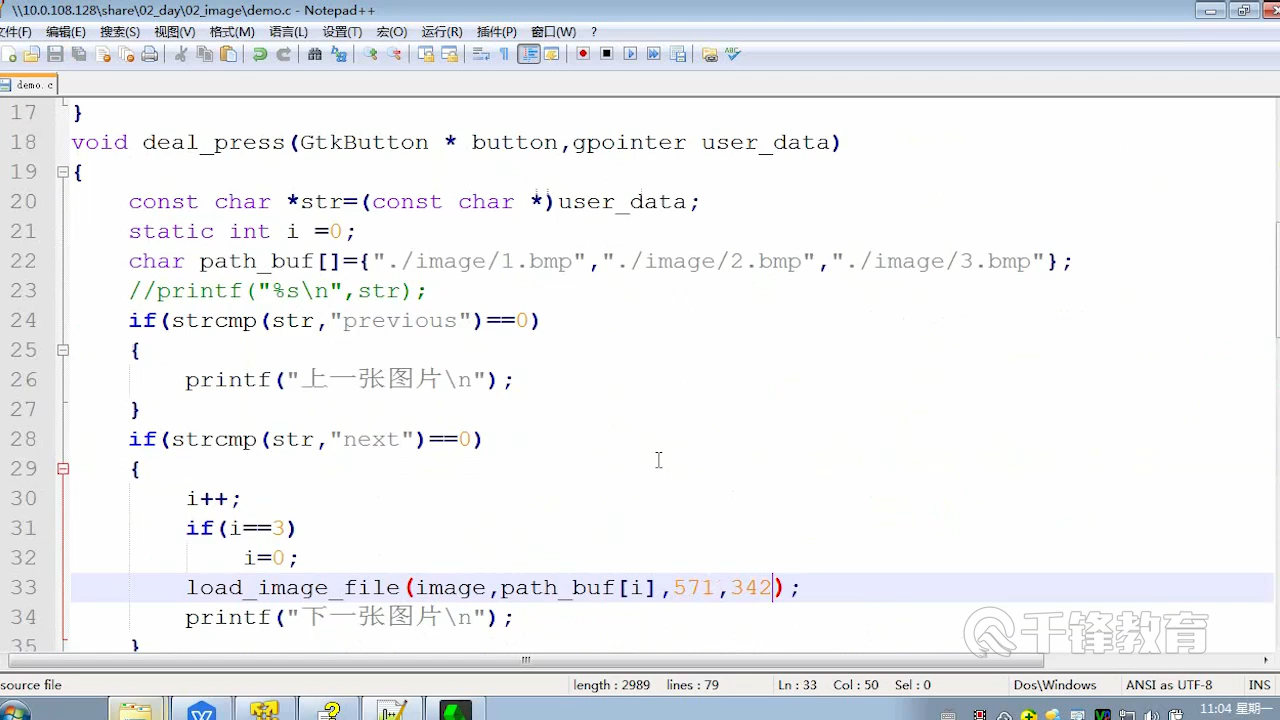 \\10.0.108.128\share\02_day\02_image\demo.c - Notepad++
文件(F) 编辑(E) 搜索(S) 视图(V) 格式(M) 语言(L) 设置(T) 宏(O) 运行(R) 插件(P) 窗口(W) ?
demo.c
17 }
18 void deal_press(GtkButton * button,gpointer user_data)
19 {
20 const char *str=(const char *)user_data;
21 static int i =0;
22 char path_buf[]={"./image/1.bmp","./image/2.bmp","./image/3.bmp"};
23 //printf("%s\n",str);
24 if(strcmp(str,"previous")==0)
25 {
26 printf("上一张图片\n");
27 }
28 if(strcmp(str,"next")==0)
29 {
30 i++;
31 if(i==3)
32 i=0;
33 load_image_file(image,path_buf[i],571,342);
34 printf("下一张图片\n");
35 }
千锋教育
source file length : 2989 lines : 79 Ln : 33 Col : 50 Sel : 0 Dos\Windows ANSI as UTF-8 INS
11:04 星期一